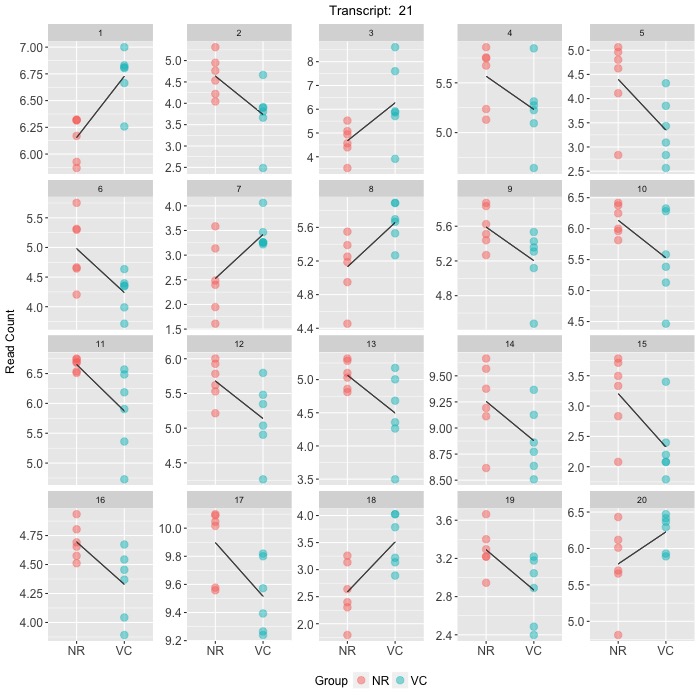 Transcript: 21
1 2 3 4 5
7.00 6.75 6.50 6.25 6.00
5.0 4.5 4.0 3.5 3.0 2.5
8 7 6 5 4
5.5 5.0
5.0 4.5 4.0 3.5 3.0 2.5
6 7 8 9 10
5.5 5.0 4.5 4.0
4.0 3.5 3.0 2.5 2.0 1.5
5.6 5.2 4.8 4.4
5.6 5.2 4.8
6.5 6.0 5.5 5.0 4.5
Read Count
11 12 13 14 15
6.5 6.0 5.5 5.0
6.0 5.5 5.0 4.5
5.0 4.5 4.0 3.5
9.50 9.25 9.00 8.75 8.50
3.5 3.0 2.5 2.0
16 17 18 19 20
4.75 4.50 4.25 4.00
10.0 9.8 9.6 9.4 9.2
4.0 3.5 3.0 2.5 2.0
3.6 3.2 2.8 2.4
6.5 6.0 5.5 5.0
NR VC NR VC NR VC NR VC NR VC
Group NR VC